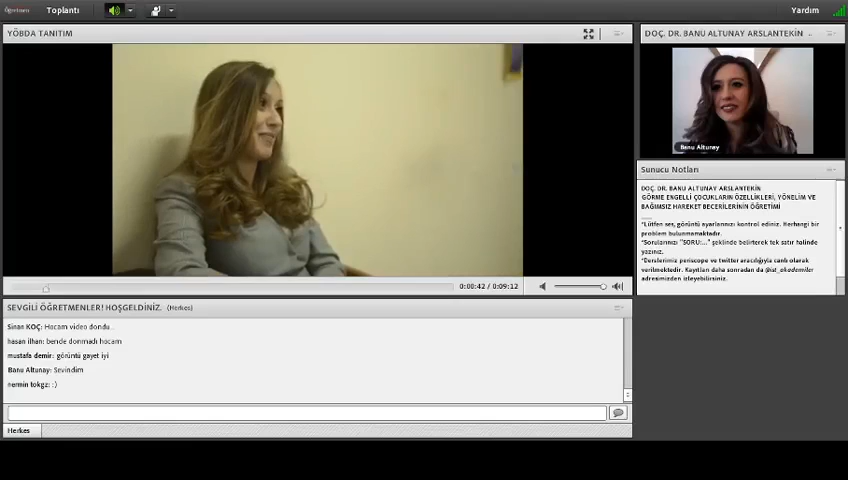 öğretmen Toplantı Yardım
YÖBDA TANITIM
DOÇ. DR. BANU ALTUNAY ARSLANTEKİN ..
Banu Altunay
Sunucu Notları
DOÇ. DR. BANU ALTUNAY ARSLANTEKİN
GÖRME ENGELLİ ÇOCUKLARIN ÖZELLİKLERİ, YÖNELİM VE
BAĞIMSIZ HAREKET BECERİLERİNİN ÖĞRETİMİ
*Lütfen ses, görüntü ayarlarınızı kontrol ediniz. Herhangi bir
problem bulunmamaktadır.
*Sorularınızı "SORU:..." şeklinde belirterek tek satır halinde
yazınız.
*Derslerimiz periscope ve twitter aracılığıyla canlı olarak
verilmektedir. Kayıtları daha sonradan da @ist_akademiler
adresimizden izleyebilirsiniz.
0:00:42 / 0:09:12
SEVGİLİ ÖĞRETMENLER! HOŞGELDİNİZ. (Herkes)
Sinan KOÇ: Hocam video dondu..
hasan ilhan: bende donmadı hocam
mustafa demir: görüntü gayet iyi
Banu Altunay: Sevindim
nermin tokgz: :)
Herkes